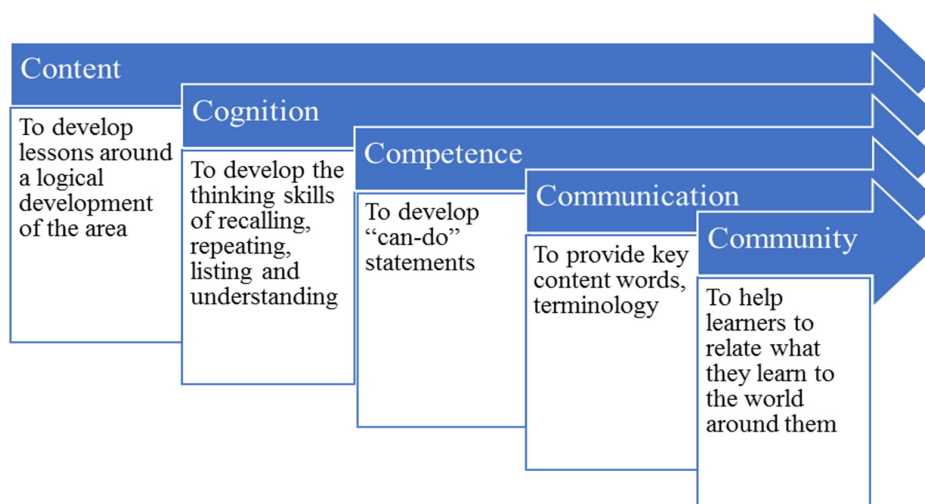 Content
To develop
lessons around
a logical
development
of the area
Cognition
To develop the
thinking skills
of recalling,
repeating,
listing and
understanding
Competence
To develop
“can-do”
statements
Communication
To provide key
content words,
terminology
Community
To help
learners to
relate what
they learn to
the world
around them